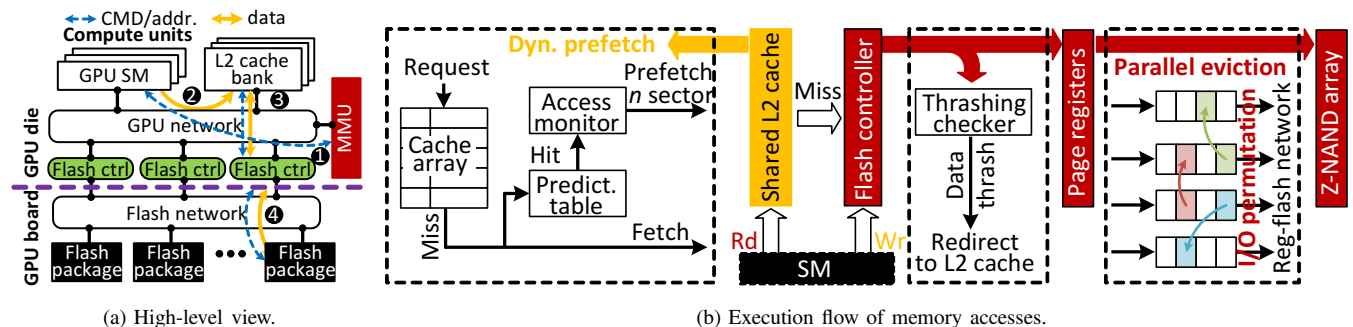 CMD/addr.
data
Compute units
GPU SM
L2 cache
bank
2
3
GPU network
MMU
1
Flash ctrl
Flash ctrl
Flash ctrl
GPU die
Flash network
4
GPU board
Flash
package
Flash
package
Flash
package
(a) High-level view.
Dyn. prefetch
Request
Cache
array
Miss
Access
monitor
Hit
Predict.
table
Prefetch
n sector
Fetch
Shared L2 cache
Miss
Flash controller
Rd
Wr
SM
Thrashing
checker
Data
thrash
Redirect
to L2 cache
Page registers
Parallel eviction
I/O permutation
Reg-flash network
Z-NAND array
(b) Execution flow of memory accesses.